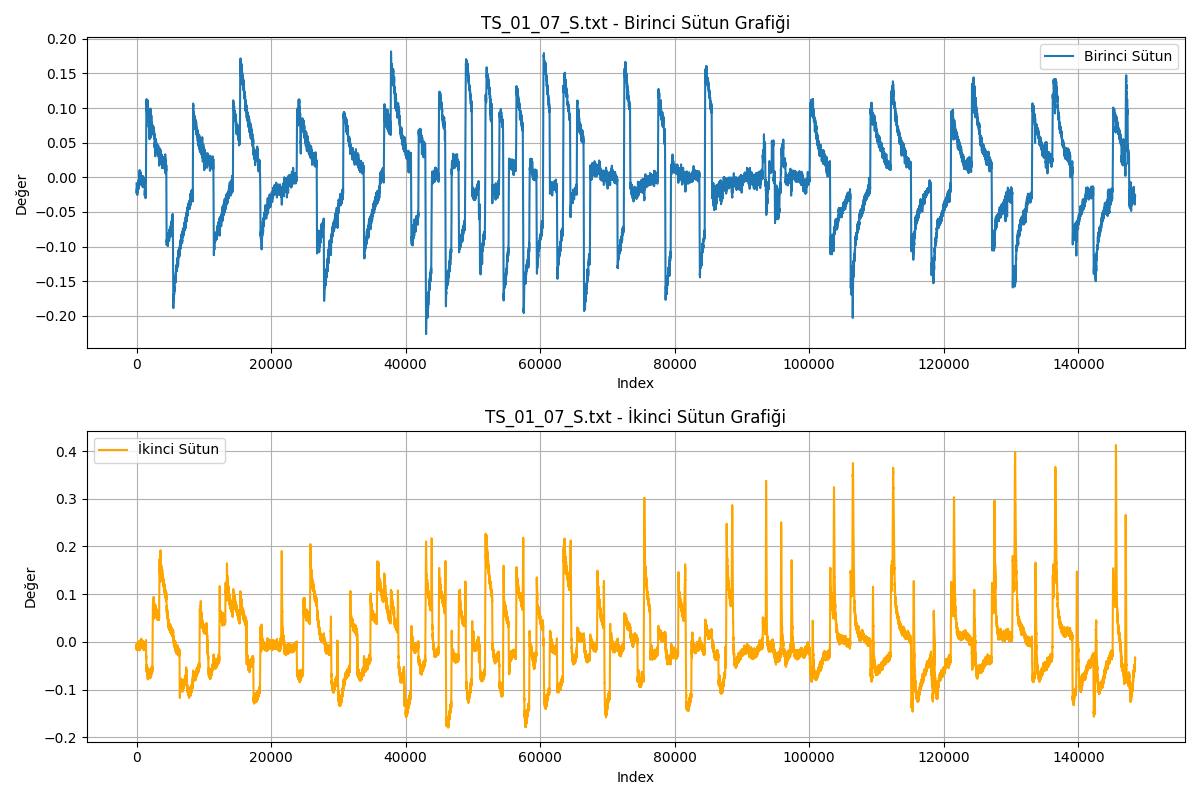 TS_01_07_S.txt - Birinci Sütun Grafiği
Birinci Sütun
Değer
0.20
0.15
0.10
0.05
0.00
−0.05
−0.10
−0.15
−0.20
0 20000 40000 60000 80000 100000 120000 140000
Index
TS_01_07_S.txt - İkinci Sütun Grafiği
İkinci Sütun
Değer
0.4
0.3
0.2
0.1
0.0
−0.1
−0.2
0 20000 40000 60000 80000 100000 120000 140000
Index